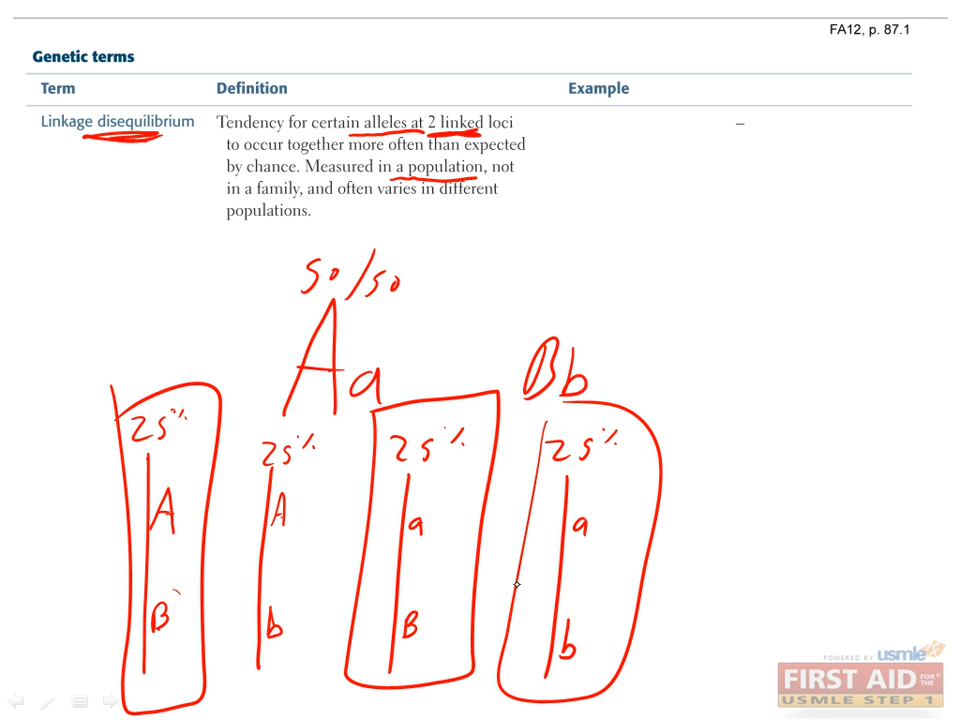 FA12, p. 87.1
Genetic terms
Term Definition Example
Linkage disequilibrium Tendency for certain alleles at 2 linked loci –
to occur together more often than expected
by chance. Measured in a population, not
in a family, and often varies in different
populations.
50/50
A a B b
25% 25% 25% 25%
A A a a
B b B b
POWERED BY usmle
FIRST AID FOR THE
USMLE STEP 1